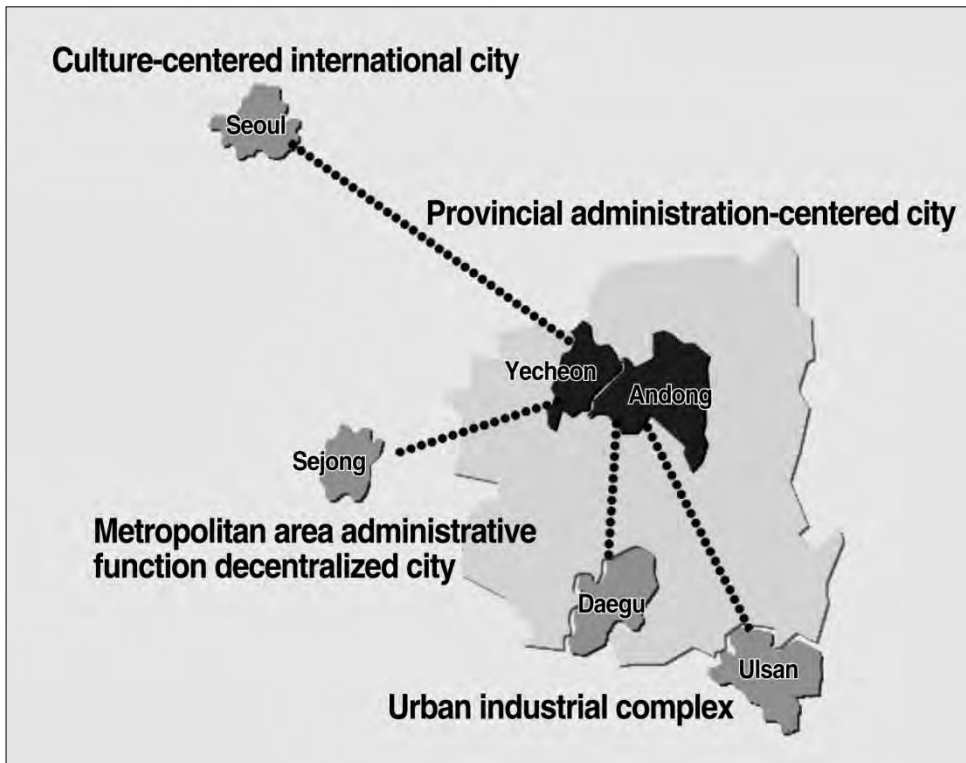 Culture-centered international city
Seoul
Provincial administration-centered city
Yecheon
Andong
Sejong
Metropolitan area administrative
function decentralized city
Daegu
Ulsan
Urban industrial complex